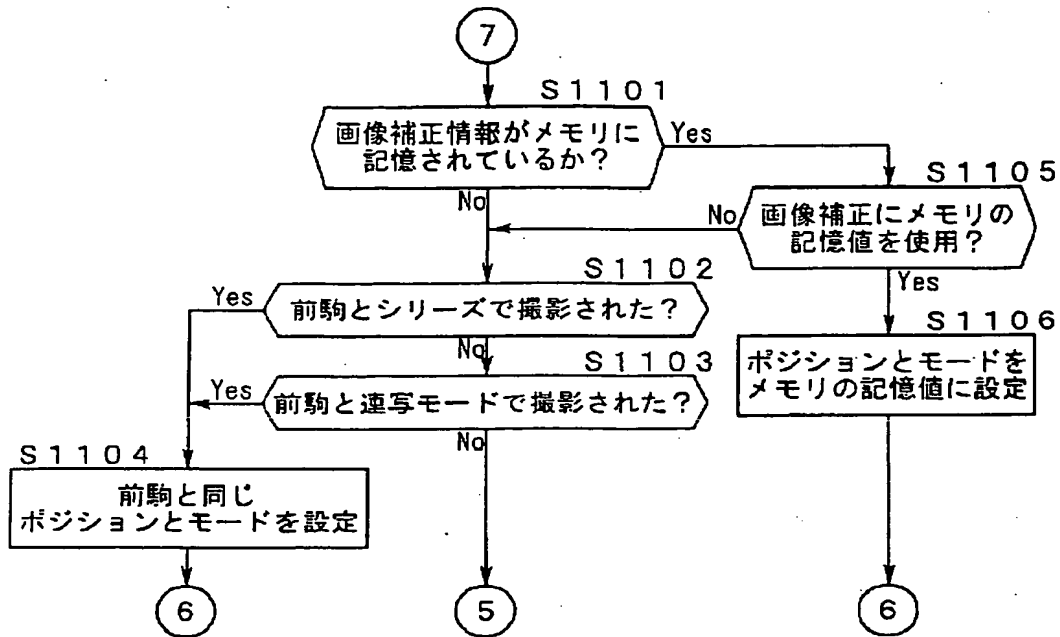 7
S1101
画像補正情報がメモリに
記憶されているか？
Yes
No
S1105
画像補正にメモリの
記憶値を使用？
No
Yes
S1102
前駒とシリーズで撮影された？
Yes
No
S1106
ポジションとモードを
メモリの記憶値に設定
S1103
前駒と連写モードで撮影された？
Yes
No
S1104
前駒と同じ
ポジションとモードを設定
6
5
6